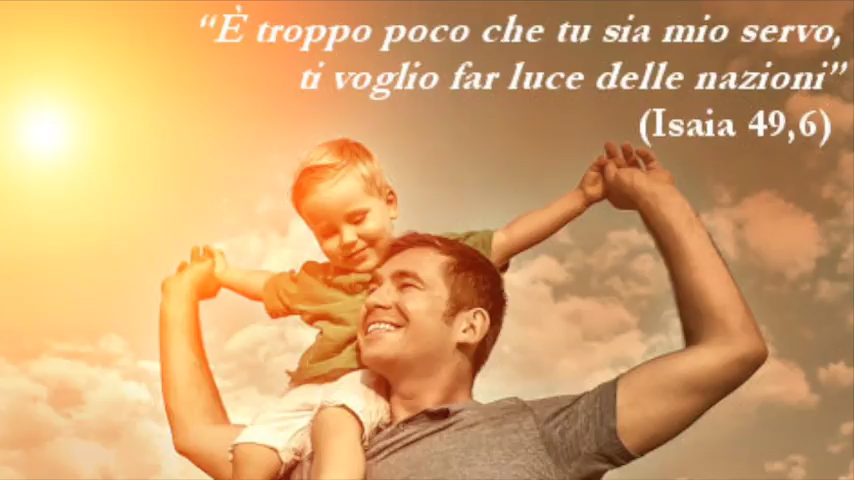 “È troppo poco che tu sia mio servo,
ti voglio far luce delle nazioni”
(Isaia 49,6)